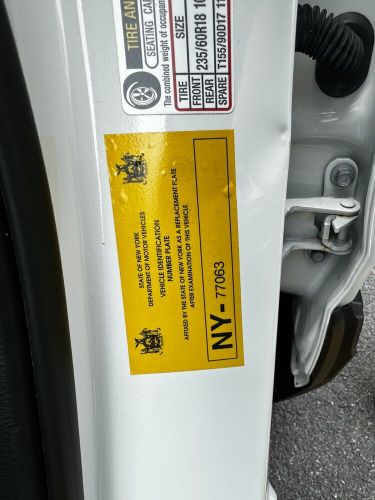 TIRE AN
SEATING CA
The combined weight of occupan
TIRE SIZE
FRONT 235/60R18 10
REAR
SPARE T155/90D17 11
STATE OF NEW YORK
DEPARTMENT OF MOTOR VEHICLES
VEHICLE IDENTIFICATION
NUMBER PLATE
AFFIXED BY THE STATE OF NEW YORK AS A REPLACEMENT PLATE
AFTER EXAMINATION OF THIS VEHICLE
NY- 77063